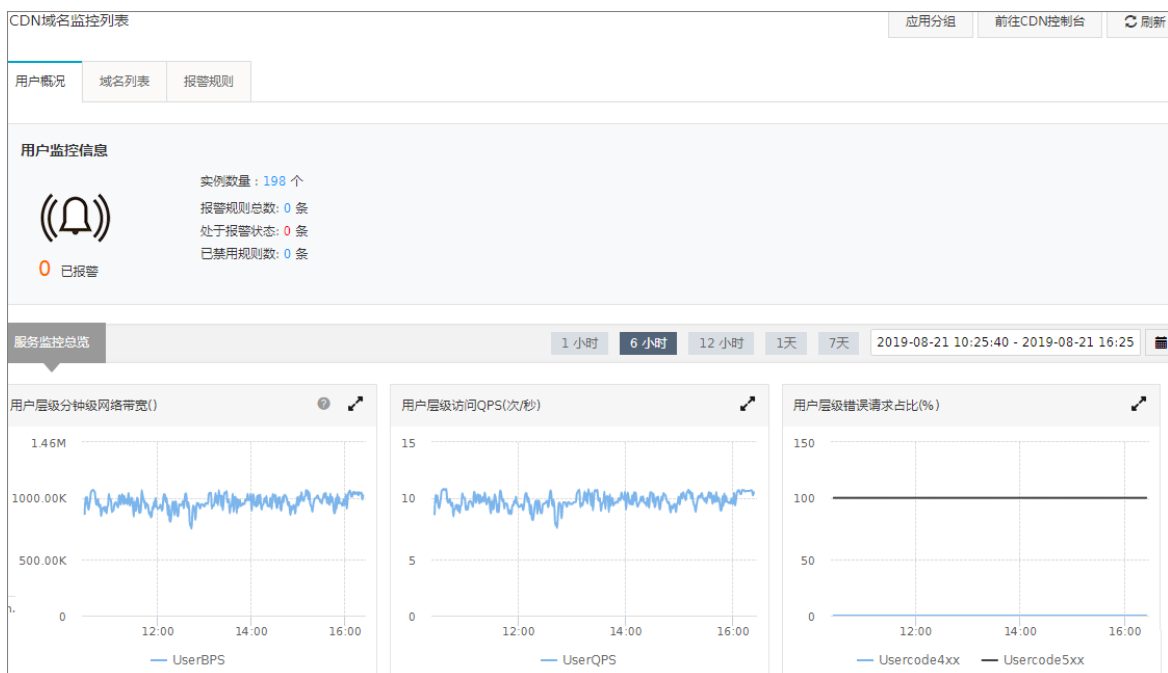 CDN域名监控列表
应用分组 前往CDN控制台 刷新
用户概况 域名列表 报警规则
用户监控信息
实例数量：198 个
报警规则总数: 0 条
处于报警状态: 0 条
已禁用规则数: 0 条
0 已报警
服务监控总览
1 小时 6 小时 12 小时 1天 7天 2019-08-21 10:25:40 - 2019-08-21 16:25
用户层级分钟级网络带宽()
1.46M
1000.00K
500.00K
0
12:00 14:00 16:00
UserBPS
用户层级访问QPS(次/秒)
15
10
5
0
12:00 14:00 16:00
UserQPS
用户层级错误请求占比(%)
150
100
50
0
12:00 14:00 16:00
Usercode4xx Usercode5xx